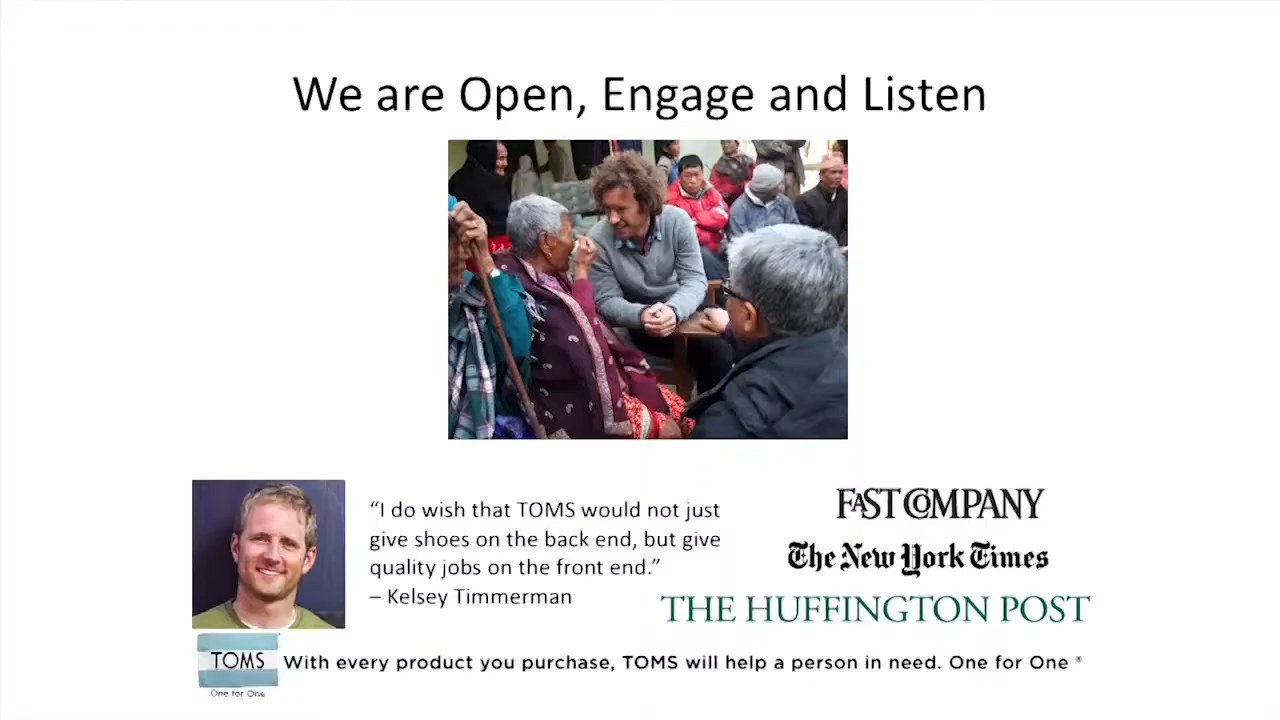 We are Open, Engage and Listen
“I do wish that TOMS would not just
give shoes on the back end, but give
quality jobs on the front end.”
– Kelsey Timmerman
FAST COMPANY
The New York Times
THE HUFFINGTON POST
TOMS
One for One
With every product you purchase, TOMS will help a person in need. One for One ®